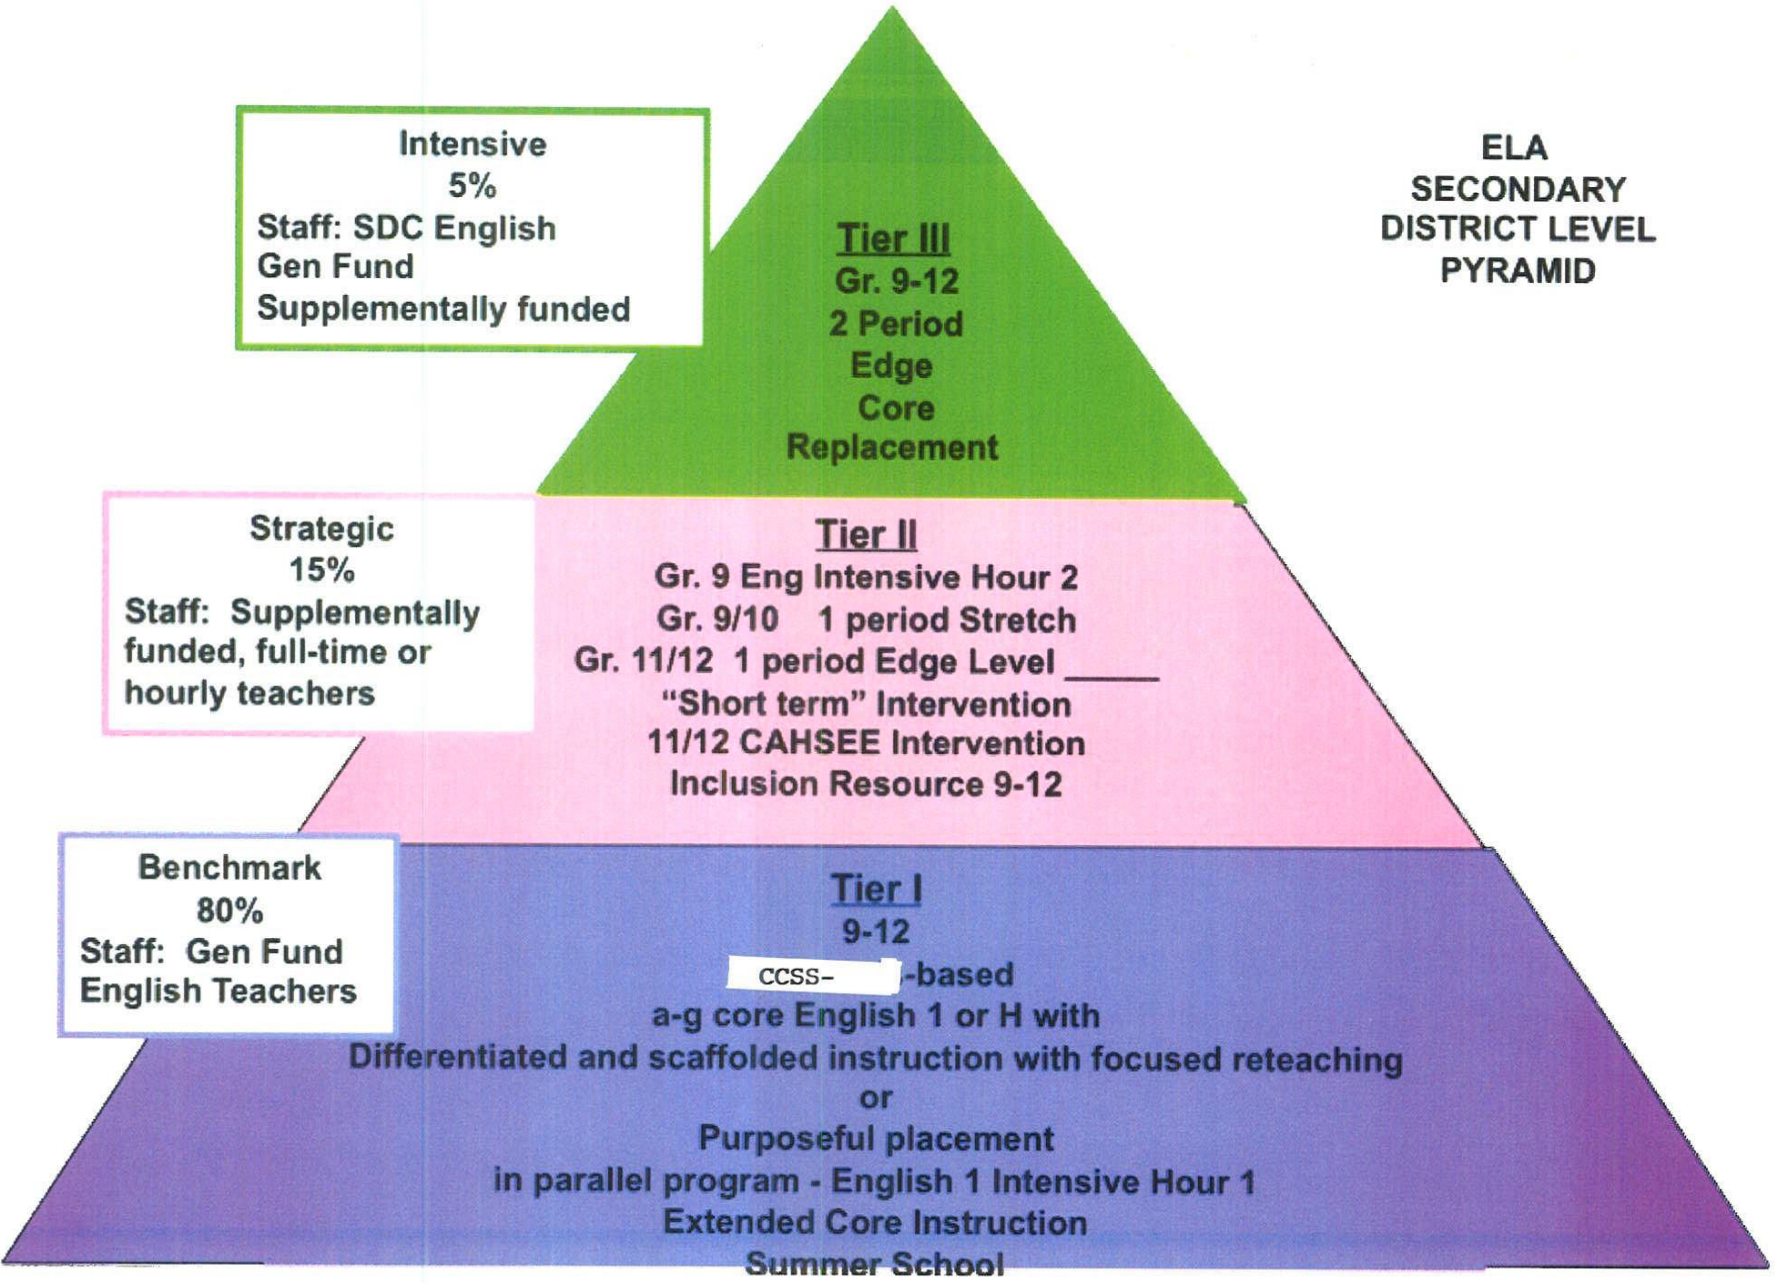 ELA
SECONDARY
DISTRICT LEVEL
PYRAMID
Intensive
5%
Staff: SDC English
Gen Fund
Supplementally funded
Tier III
Gr. 9-12
2 Period
Edge
Core
Replacement
Strategic
15%
Staff: Supplementally
funded, full-time or
hourly teachers
Tier II
Gr. 9 Eng Intensive Hour 2
Gr. 9/10 1 period Stretch
Gr. 11/12 1 period Edge Level _____
“Short term” Intervention
11/12 CAHSEE Intervention
Inclusion Resource 9-12
Benchmark
80%
Staff: Gen Fund
English Teachers
Tier I
9-12
CCSS- -based
a-g core English 1 or H with
Differentiated and scaffolded instruction with focused reteaching
or
Purposeful placement
in parallel program - English 1 Intensive Hour 1
Extended Core Instruction
Summer School